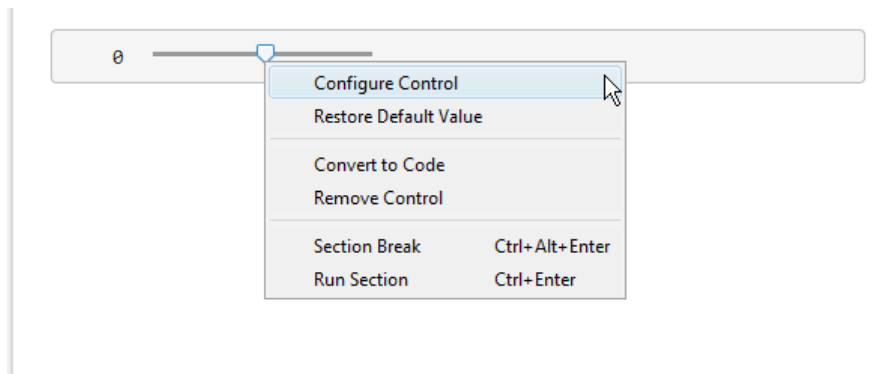 0
Configure Control
Restore Default Value
Convert to Code
Remove Control
Section Break Ctrl+Alt+Enter
Run Section Ctrl+Enter